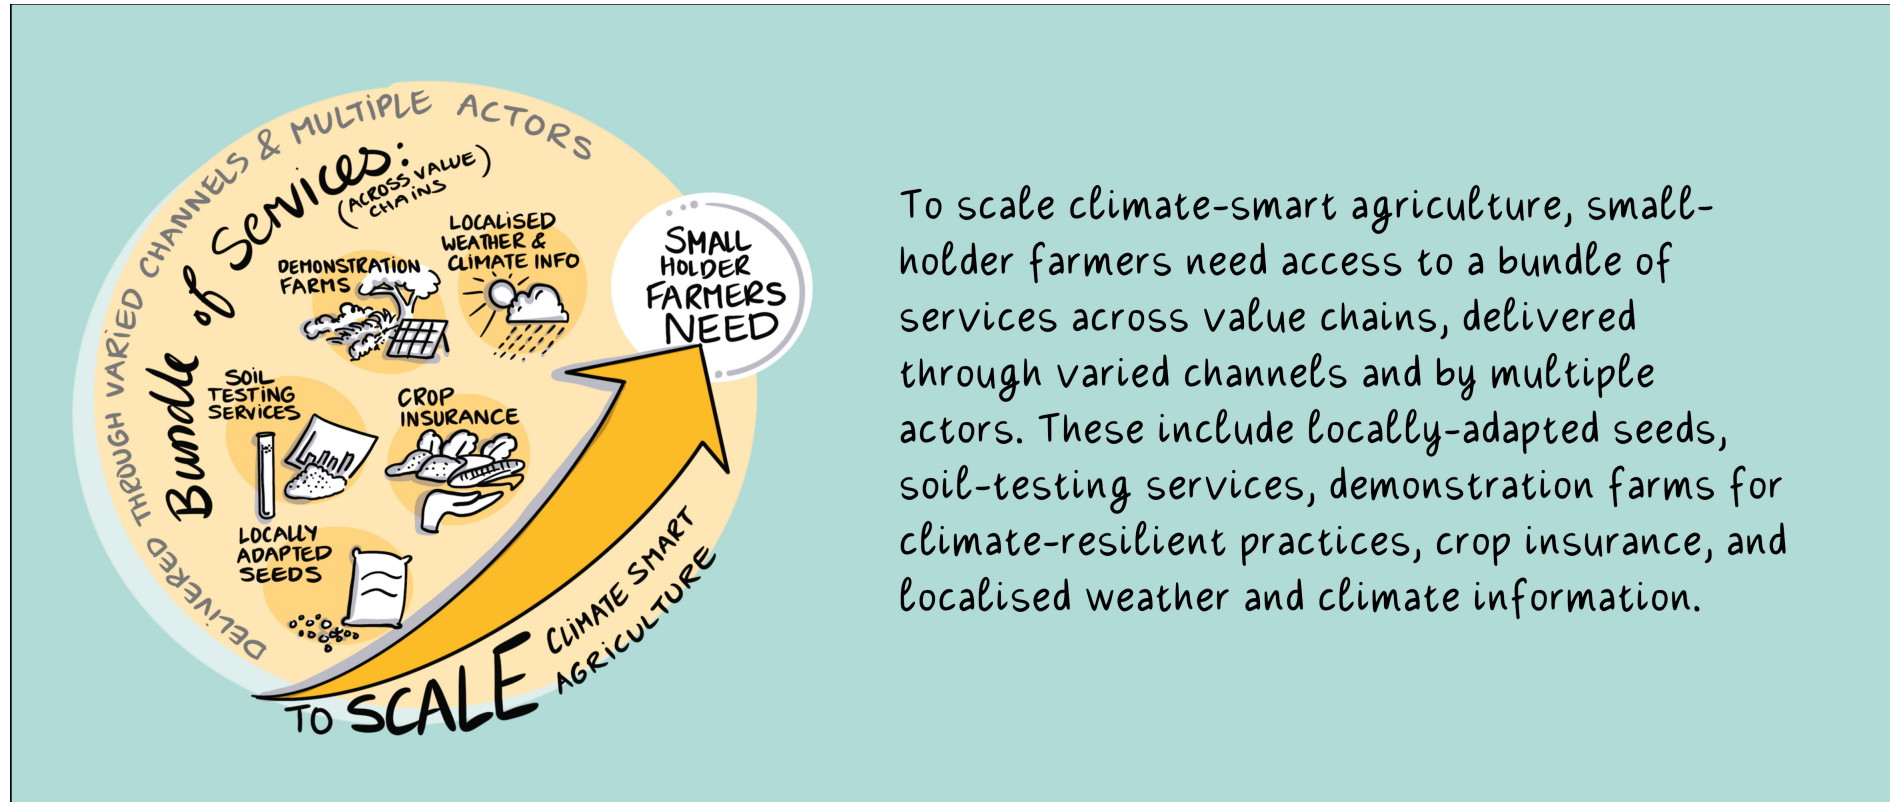 DELIVERED THROUGH VARIED CHANNELS & MULTIPLE ACTORS
Bundle of Services:
(ACROSS VALUE
CHAINS)
LOCALISED
WEATHER &
CLIMATE INFO
DEMONSTRATION
FARMS
SOIL
TESTING
SERVICES
CROP
INSURANCE
LOCALLY
ADAPTED
SEEDS
SMALL
HOLDER
FARMERS
NEED
TO SCALE
CLIMATE SMART
AGRICULTURE
To scale climate-smart agriculture, small-
holder farmers need access to a bundle of
services across value chains, delivered
through varied channels and by multiple
actors. These include locally-adapted seeds,
soil-testing services, demonstration farms for
climate-resilient practices, crop insurance, and
localised weather and climate information.